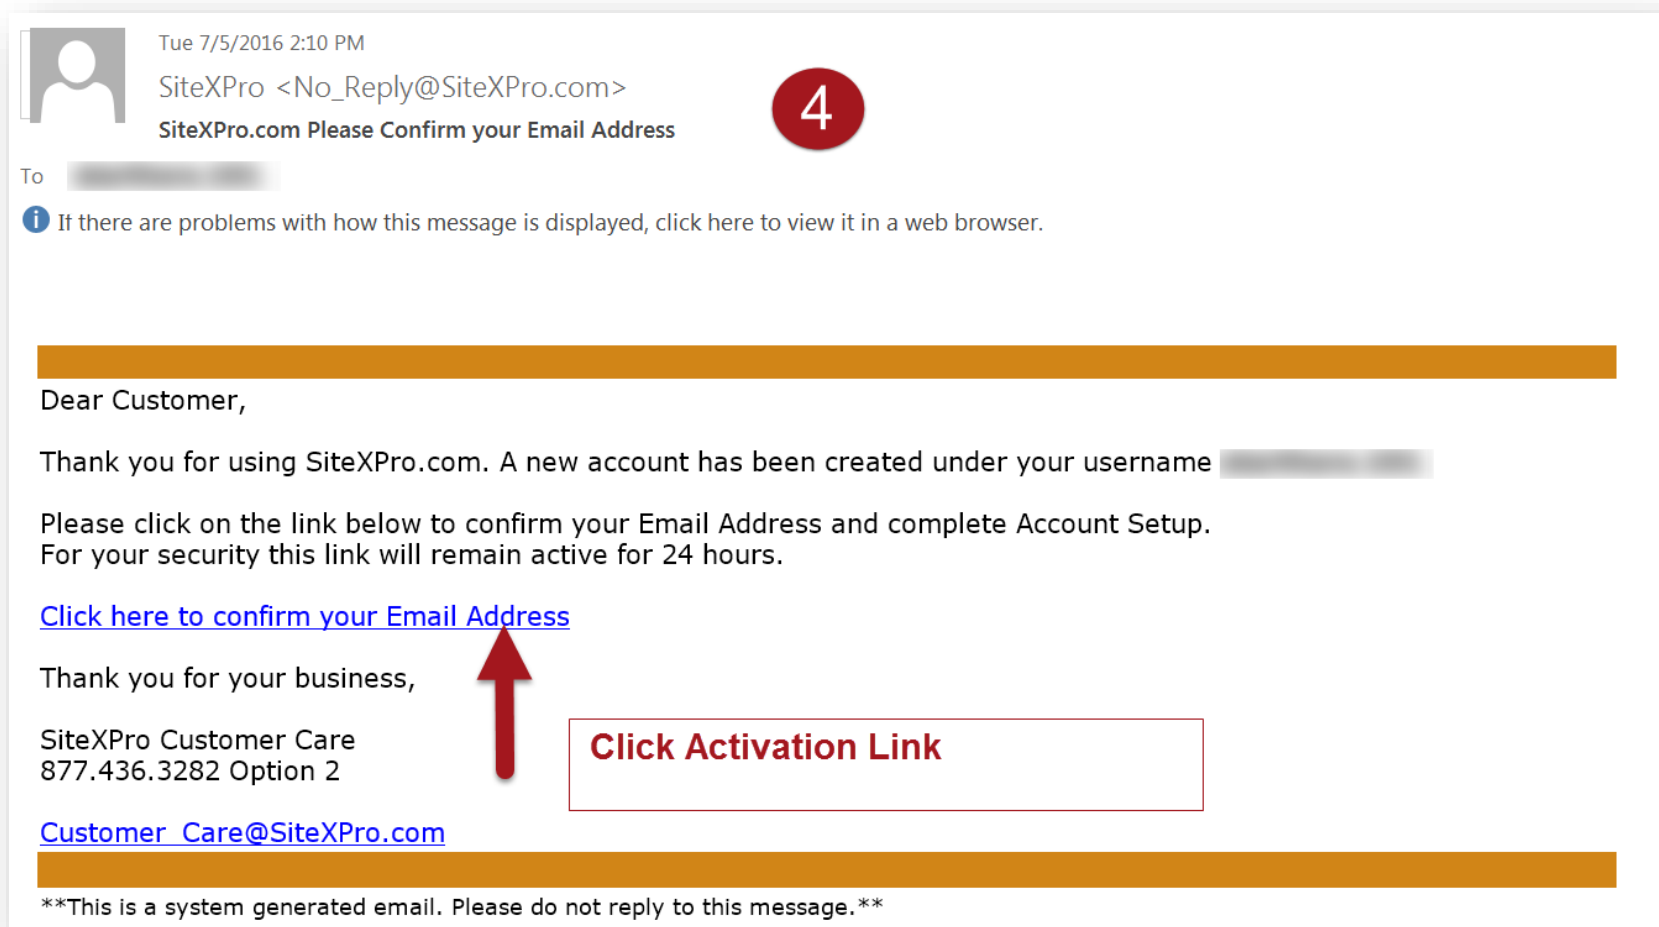 Tue 7/5/2016 2:10 PM
SiteXPro <No_Reply@SiteXPro.com>
4
SiteXPro.com Please Confirm your Email Address
To
i If there are problems with how this message is displayed, click here to view it in a web browser.
Dear Customer,
Thank you for using SiteXPro.com. A new account has been created under your username
Please click on the link below to confirm your Email Address and complete Account Setup.
For your security this link will remain active for 24 hours.
Click here to confirm your Email Address
Thank you for your business,
SiteXPro Customer Care
877.436.3282 Option 2
Click Activation Link
Customer_Care@SiteXPro.com
**This is a system generated email. Please do not reply to this message.**